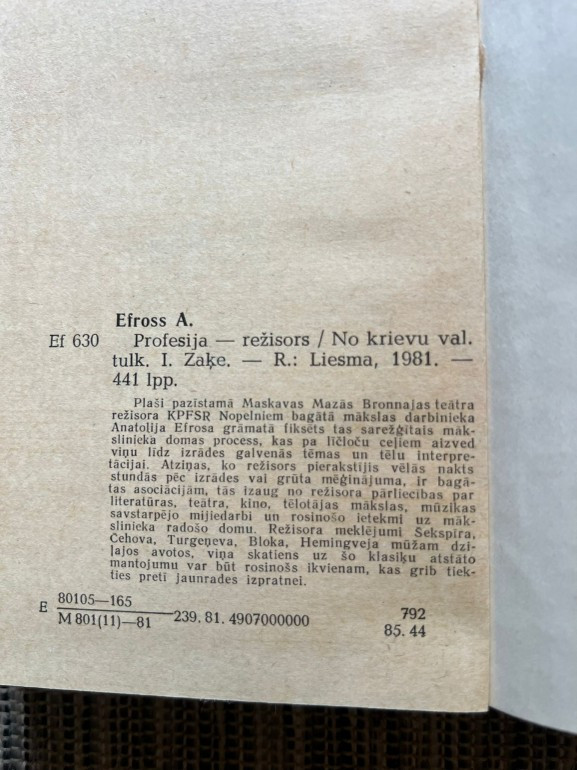 Efross A.
Ef 630 Profesija — režisors / No krievu val.
tulk. I. Zaķe. — R.: Liesma, 1981. —
441 lpp.
Plaši pazīstamā Maskavas Mazās Bronnajas teātra
režisora KPFSR Nopelniem bagātā mākslas darbinieka
Anatolija Efrosa grāmatā fiksēts tas sarežģītais māk-
slinieka domas process, kas pa līčloču ceļiem aizved
viņu līdz izrādes galvenās tēmas un tēlu interpre-
tācijai. Atziņas, ko režisors pierakstījis vēlās nakts
stundās pēc izrādes vai grūta mēģinājuma, ir bagā-
tas asociācijām, tās izaug no režisora pārliecības par
literatūras, teātra, kino, tēlotājas mākslas, mūzikas
savstarpējo mijiedarbi un rosinošo ietekmi uz māk-
slinieka radošo domu. Režisora meklējumi Šekspīra,
Čehova, Turgeņeva, Bloka, Hemingveja mūžam dzi-
ļajos avotos, viņa skatiens uz šo klasiķu atstāto
mantojumu var būt rosinošs ikvienam, kas grib tiek-
ties pretī jaunrades izpratnei.
E 80105—165
M 801(11)—81 239. 81. 4907000000
792
85. 44